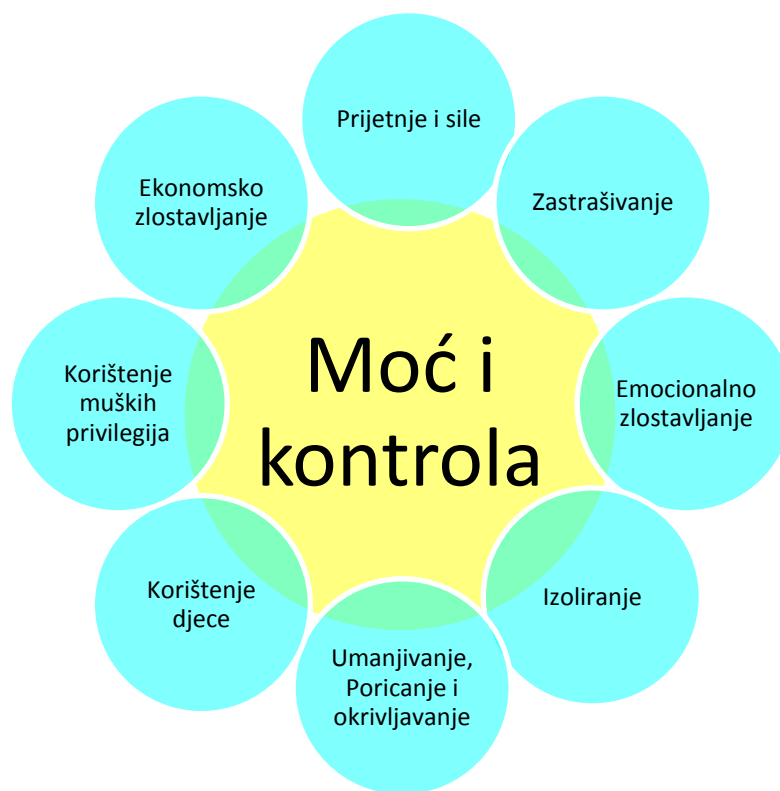 Prijetnje i sile
Zastrašivanje
Emocionalno
zlostavljanje
Izoliranje
Umanjivanje,
Poricanje i
okrivljavanje
Korištenje
djece
Korištenje
muških
privilegija
Ekonomsko
zlostavljanje
Moć i
kontrola